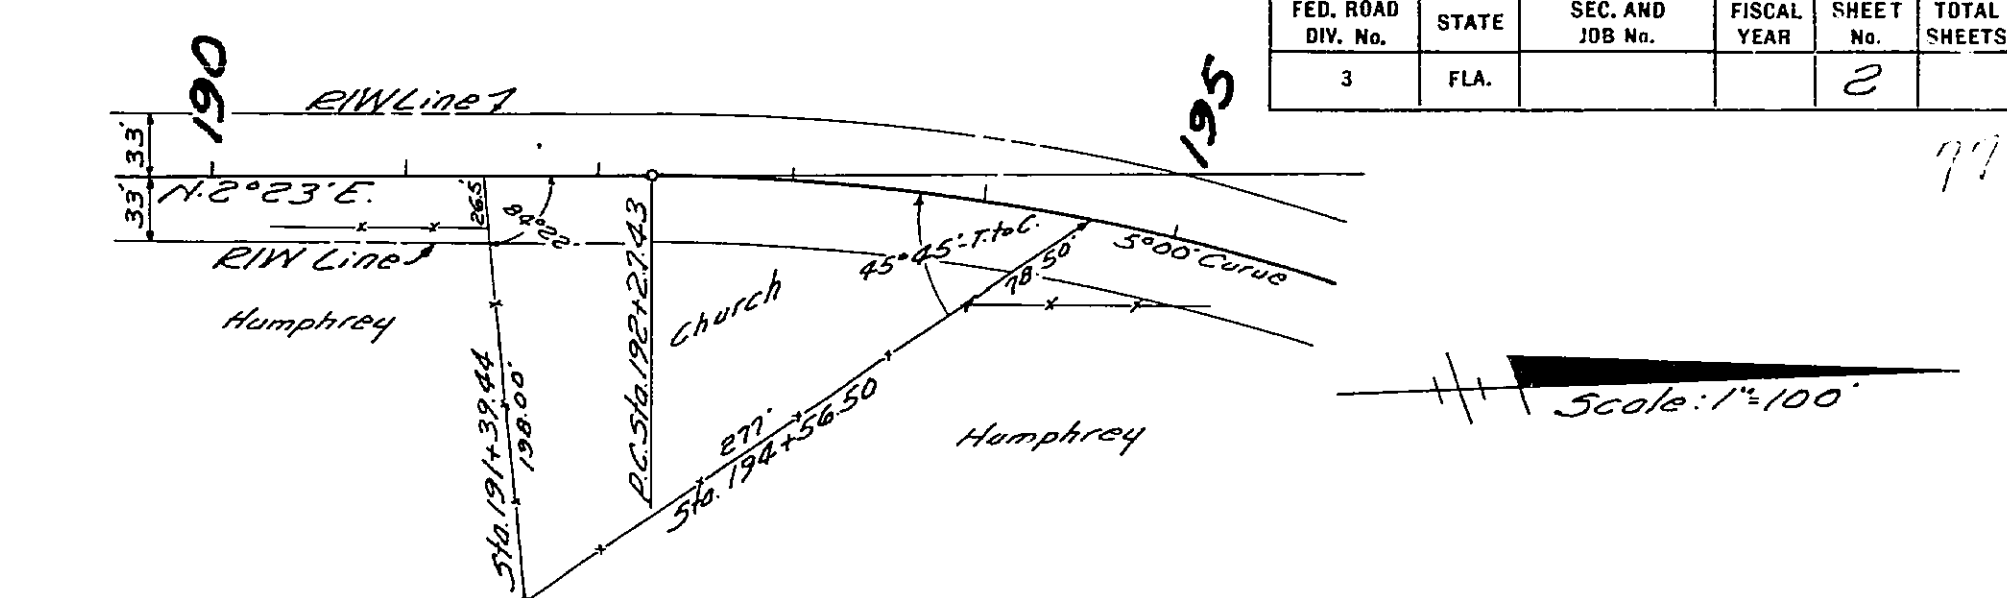 FED. ROAD DIV. No. STATE SEC. AND JOB No. FISCAL YEAR SHEET No. TOTAL SHEETS
3 FLA. 2
77
190
195
R/W Line
33'
33'
N. 2°23' E.
26.5'
84°22'
R/W Line
Humphrey
Sta. 191+39.44
198.00'
P.C. Sta. 192+27.43
Church
45°45'-T. to C.
78.50'
5°00' Curve
277'
Sta. 194+56.50
Humphrey
Scale: 1"=100'